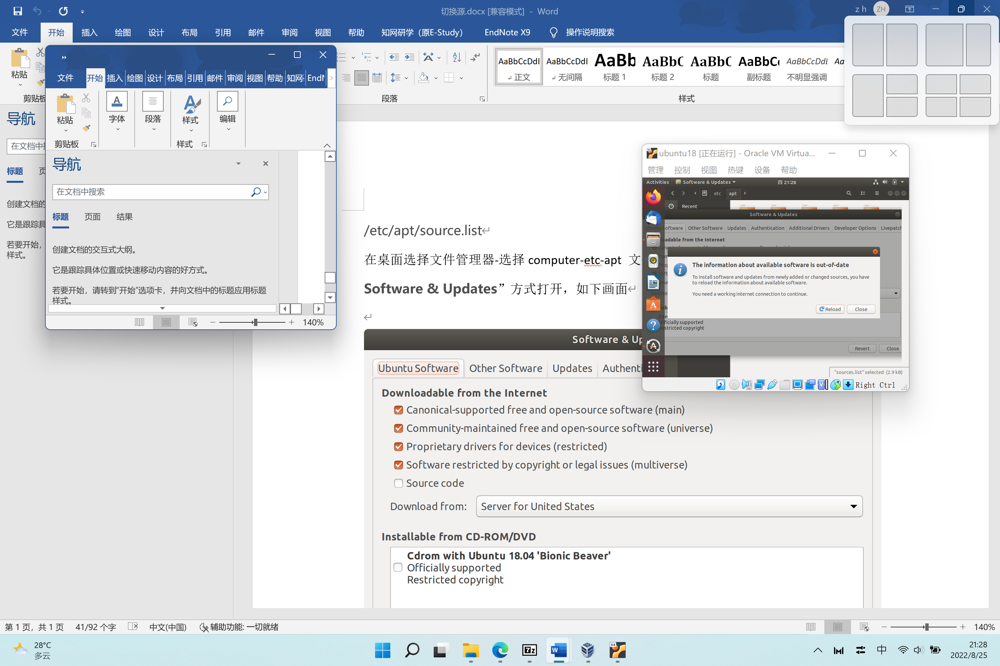 切换源.docx [兼容模式] - Word
z h
ZH
文件 开始 插入 绘图 设计 布局 引用 邮件 审阅 视图 帮助 知网研学（原E-Study） EndNote X9 操作说明搜索
粘贴
剪贴板
段落
AaBbCcDdI AaBbCcDdI AaBb AaBbC AaBbC AaBbC AaBbCcDdI Aa
正文 无间隔 标题 1 标题 2 标题 副标题 不明显强调
样式
导航
在文档中
标题
创建文档的
它是跟踪具
若要开始，
样式。
文件 开始 插入 绘图 设计 布局 引用 邮件 审阅 视图 帮助 知网 EndN
粘贴 字体 段落 样式 编辑
剪贴板 样式
导航
在文档中搜索
标题 页面 结果
创建文档的交互式大纲。
它是跟踪具体位置或快速移动内容的好方式。
若要开始，请转到“开始”选项卡，并向文档中的标题应用标题
样式。
140%
/etc/apt/source.list
在桌面选择文件管理器-选择 computer-etc-apt 文
Software & Updates”方式打开，如下画面
Software & Up
Ubuntu Software Other Software Updates Authenti
Downloadable from the Internet
Canonical-supported free and open-source software (main)
Community-maintained free and open-source software (universe)
Proprietary drivers for devices (restricted)
Software restricted by copyright or legal issues (multiverse)
Source code
Download from: Server for United States
Installable from CD-ROM/DVD
Cdrom with Ubuntu 18.04 'Bionic Beaver'
Officially supported
Restricted copyright
ubuntu18 [正在运行] - Oracle VM Virtua...
管理 控制 视图 热键 设备 帮助
Activities Software & Updates 四 21:28
etc apt
Recent
Software & Updates
Ubuntu Software Other Software Updates Authentication Additional Drivers Developer Options Livepatch
adable from the Internet
The information about available software is out-of-date
To install software and updates from newly added or changed sources, you have
to reload the information about available software.
You need a working internet connection to continue.
Reload Close
fficially supported
estricted copyright
Revert Close
“sources.list” selected (2.9 kB)
Right Ctrl
第 1 页，共 1 页 41/92 个字 中文(中国) 辅助功能: 一切就绪 140%
28°C
多云
中
21:28
2022/8/25